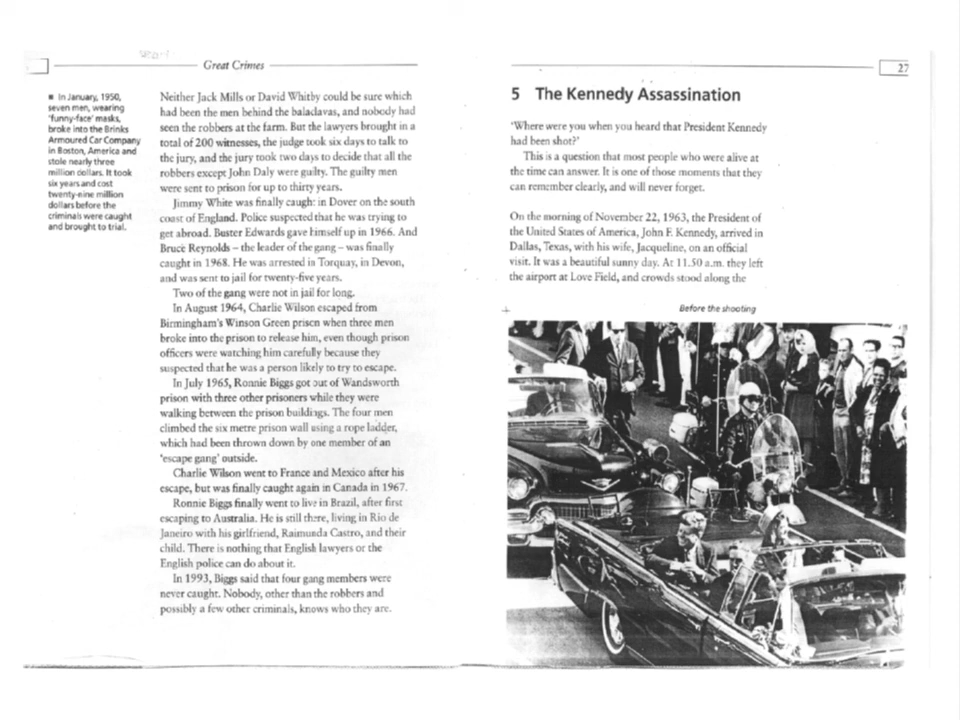 Great Crimes
■ In January, 1950,
seven men, wearing
'funny-face' masks,
broke into the Brinks
Armoured Car Company
in Boston, America and
stole nearly three
million dollars. It took
six years and cost
twenty-nine million
dollars before the
criminals were caught
and brought to trial.
Neither Jack Mills or David Whitby could be sure which
had been the men behind the balaclavas, and nobody had
seen the robbers at the farm. But the lawyers brought in a
total of 200 witnesses, the judge took six days to talk to
the jury, and the jury took two days to decide that all the
robbers except John Daly were guilty. The guilty men
were sent to prison for up to thirty years.
Jimmy White was finally caught in Dover on the south
coast of England. Police suspected that he was trying to
get abroad. Buster Edwards gave himself up in 1966. And
Bruce Reynolds – the leader of the gang – was finally
caught in 1968. He was arrested in Torquay, in Devon,
and was sent to jail for twenty-five years.
Two of the gang were not in jail for long.
In August 1964, Charlie Wilson escaped from
Birmingham's Winson Green prison when three men
broke into the prison to release him, even though prison
officers were watching him carefully because they
suspected that he was a person likely to try to escape.
In July 1965, Ronnie Biggs got out of Wandsworth
prison with three other prisoners while they were
walking between the prison buildings. The four men
climbed the six metre prison wall using a rope ladder,
which had been thrown down by one member of an
'escape gang' outside.
Charlie Wilson went to France and Mexico after his
escape, but was finally caught again in Canada in 1967.
Ronnie Biggs finally went to live in Brazil, after first
escaping to Australia. He is still there, living in Rio de
Janeiro with his girlfriend, Raimunda Castro, and their
child. There is nothing that English lawyers or the
English police can do about it.
In 1993, Biggs said that four gang members were
never caught. Nobody, other than the robbers and
possibly a few other criminals, knows who they are.
27
5 The Kennedy Assassination
'Where were you when you heard that President Kennedy
had been shot?'
This is a question that most people who were alive at
the time can answer. It is one of those moments that they
can remember clearly, and will never forget.
On the morning of November 22, 1963, the President of
the United States of America, John F. Kennedy, arrived in
Dallas, Texas, with his wife, Jacqueline, on an official
visit. It was a beautiful sunny day. At 11.50 a.m. they left
the airport at Love Field, and crowds stood along the
Before the shooting